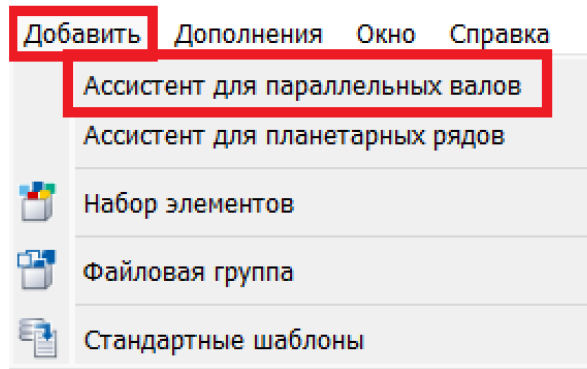 Добавить Дополнения Окно Справка
Ассистент для параллельных валов
Ассистент для планетарных рядов
Набор элементов
Файловая группа
Стандартные шаблоны